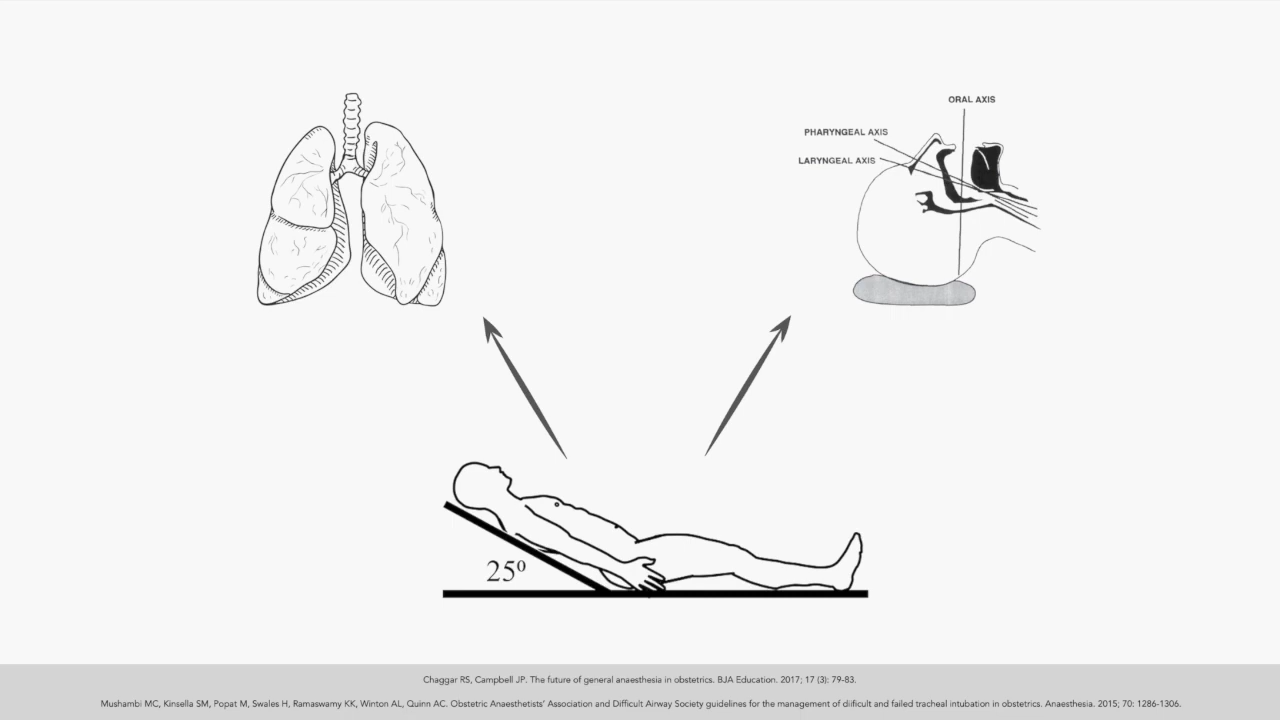 ORAL AXIS
PHARYNGEAL AXIS
LARYNGEAL AXIS
25⁰
Chaggar RS, Campbell JP. The future of general anaesthesia in obstetrics. BJA Education. 2017; 17 (3): 79-83.
Mushambi MC, Kinsella SM, Popat M, Swales H, Ramaswamy KK, Winton AL, Quinn AC. Obstetric Anaesthetists' Association and Difficult Airway Society guidelines for the management of diificult and failed tracheal intubation in obstetrics. Anaesthesia. 2015; 70: 1286-1306.